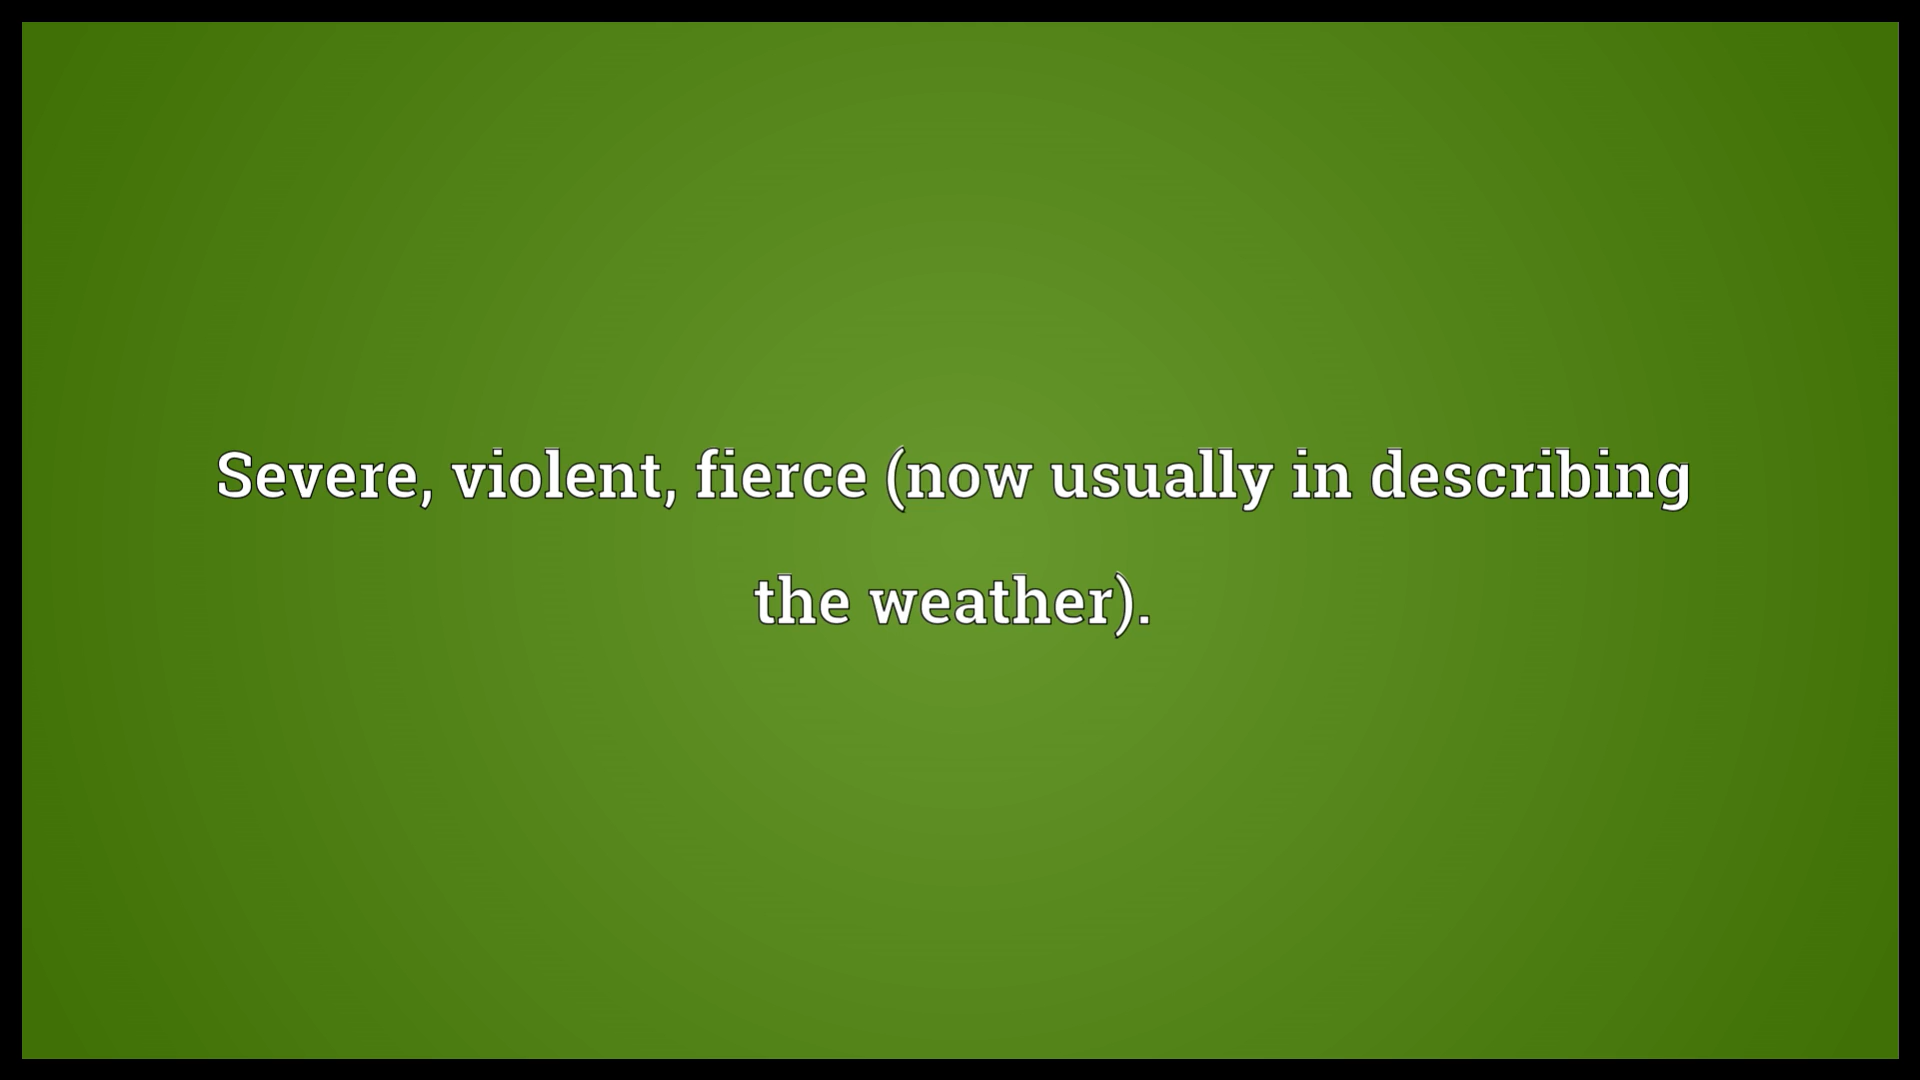 Severe, violent, fierce (now usually in describing
the weather).